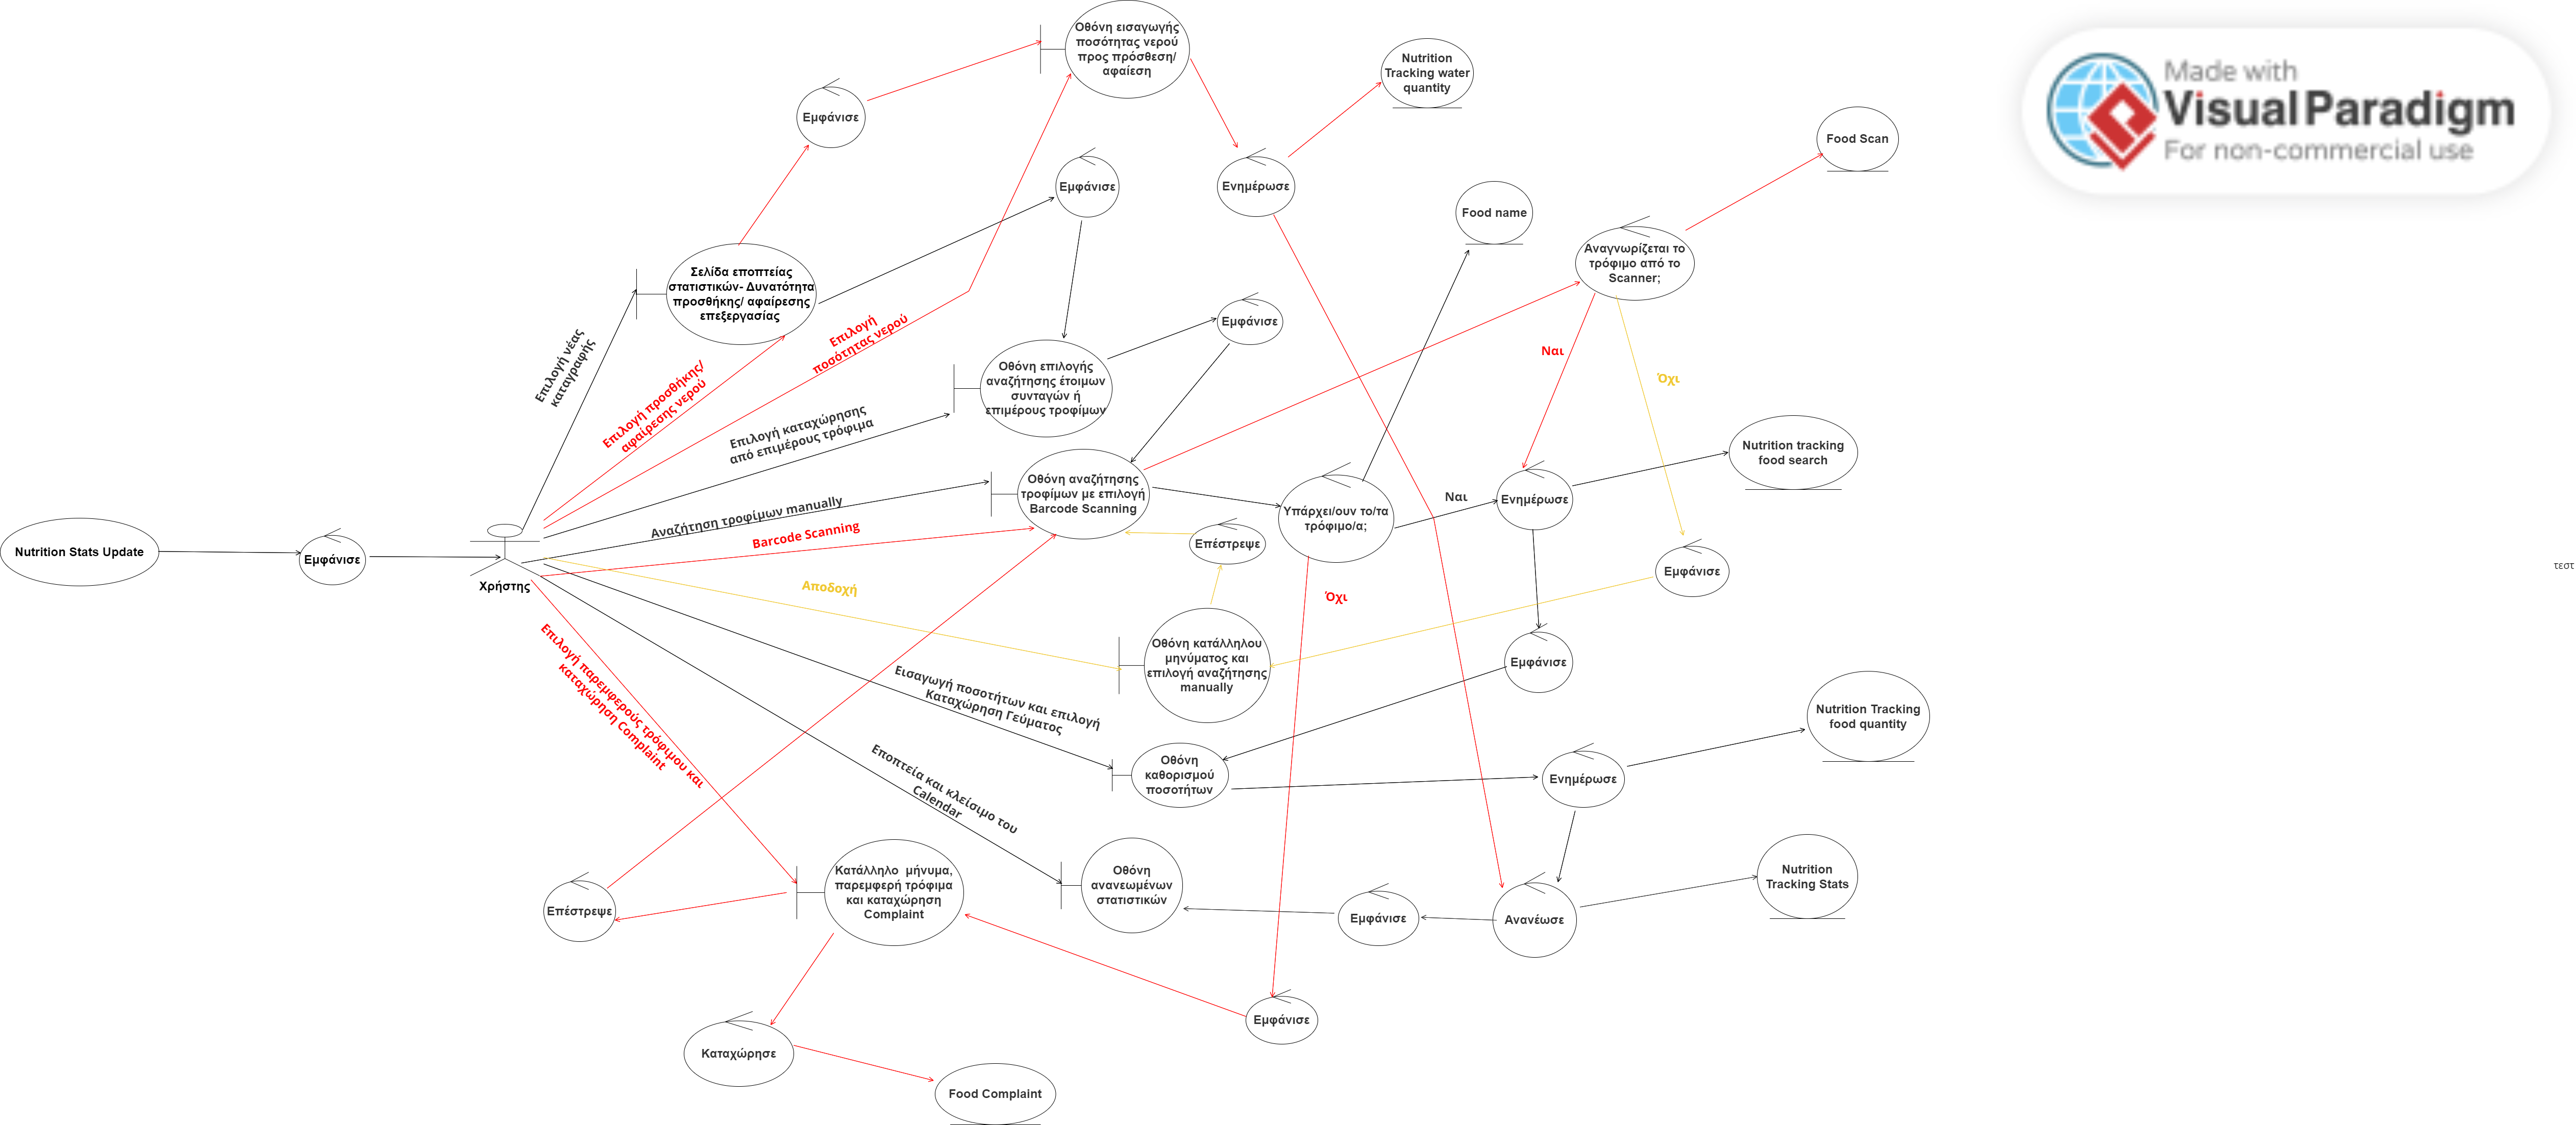 Οθόνη εισαγωγής
ποσότητας νερού
προς πρόσθεση/
αφαίεση
Nutrition
Tracking water
quantity
Made with
Visual Paradigm
For non-commercial use
Εμφάνισε
Food Scan
Εμφάνισε
Ενημέρωσε
Food name
Αναγνωρίζεται το
τρόφιμο από το
Scanner;
Σελίδα εποπτείας
στατιστικών- Δυνατότητα
προσθήκης/ αφαίρεσης
επεξεργασίας
Εμφάνισε
Επιλογή νέας
καταγραφής
Επιλογή προσθήκης/
αφαίρεσης νερού
Επιλογή
ποσότητας νερού
Ναι
Όχι
Οθόνη επιλογής
αναζήτησης έτοιμων
συνταγών ή
επιμέρους τροφίμων
Επιλογή καταχώρησης
από επιμέρους τρόφιμα
Nutrition tracking
food search
Οθόνη αναζήτησης
τροφίμων με επιλογή
Barcode Scanning
Υπάρχει/ουν το/τα
τρόφιμο/α;
Ναι
Ενημέρωσε
Αναζήτηση τροφίμων manually
Barcode Scanning
Επέστρεψε
Nutrition Stats Update
Εμφάνισε
Χρήστης
Εμφάνισε
τεστ
Αποδοχή
Όχι
Οθόνη κατάλληλου
μηνύματος και
επιλογή αναζήτησης
manually
Εμφάνισε
Επιλογή παρεμφερούς τρόφιμου και
καταχώρηση Complaint
Εισαγωγή ποσοτήτων και επιλογή
Καταχώρηση Γεύματος
Nutrition Tracking
food quantity
Οθόνη
καθορισμού
ποσοτήτων
Ενημέρωσε
Εποπτεία και κλείσιμο του
Calendar
Κατάλληλο μήνυμα,
παρεμφερή τρόφιμα
και καταχώρηση
Complaint
Οθόνη
ανανεωμένων
στατιστικών
Nutrition
Tracking Stats
Επέστρεψε
Εμφάνισε
Ανανέωσε
Εμφάνισε
Καταχώρησε
Food Complaint